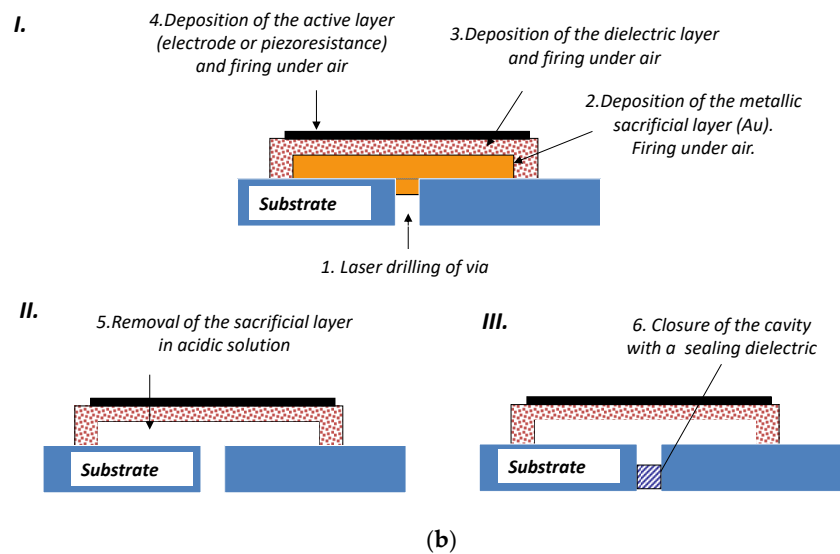 I.
4.Deposition of the active layer
(electrode or piezoresistance)
and firing under air
3.Deposition of the dielectric layer
and firing under air
2.Deposition of the metallic
sacrificial layer (Au).
Firing under air.
Substrate
1. Laser drilling of via
II.
5.Removal of the sacrificial layer
in acidic solution
Substrate
III.
6. Closure of the cavity
with a sealing dielectric
Substrate
(b)